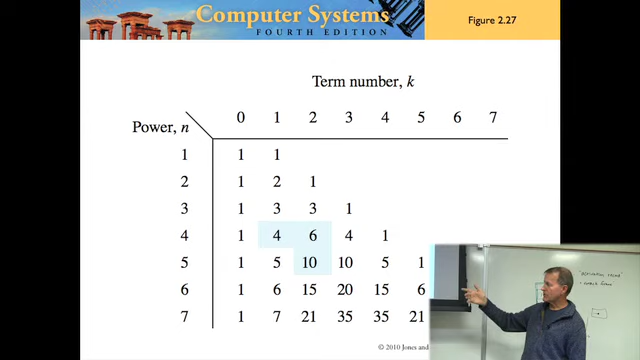 Computer Systems
FOURTH EDITION
Figure 2.27
Term number, k
Power, n
0 1 2 3 4 5 6 7
1 1 1
2 1 2 1
3 1 3 3 1
4 1 4 6 4 1
5 1 5 10 10 5 1
6 1 6 15 20 15 6
7 1 7 21 35 35 21
© 2010 Jones and